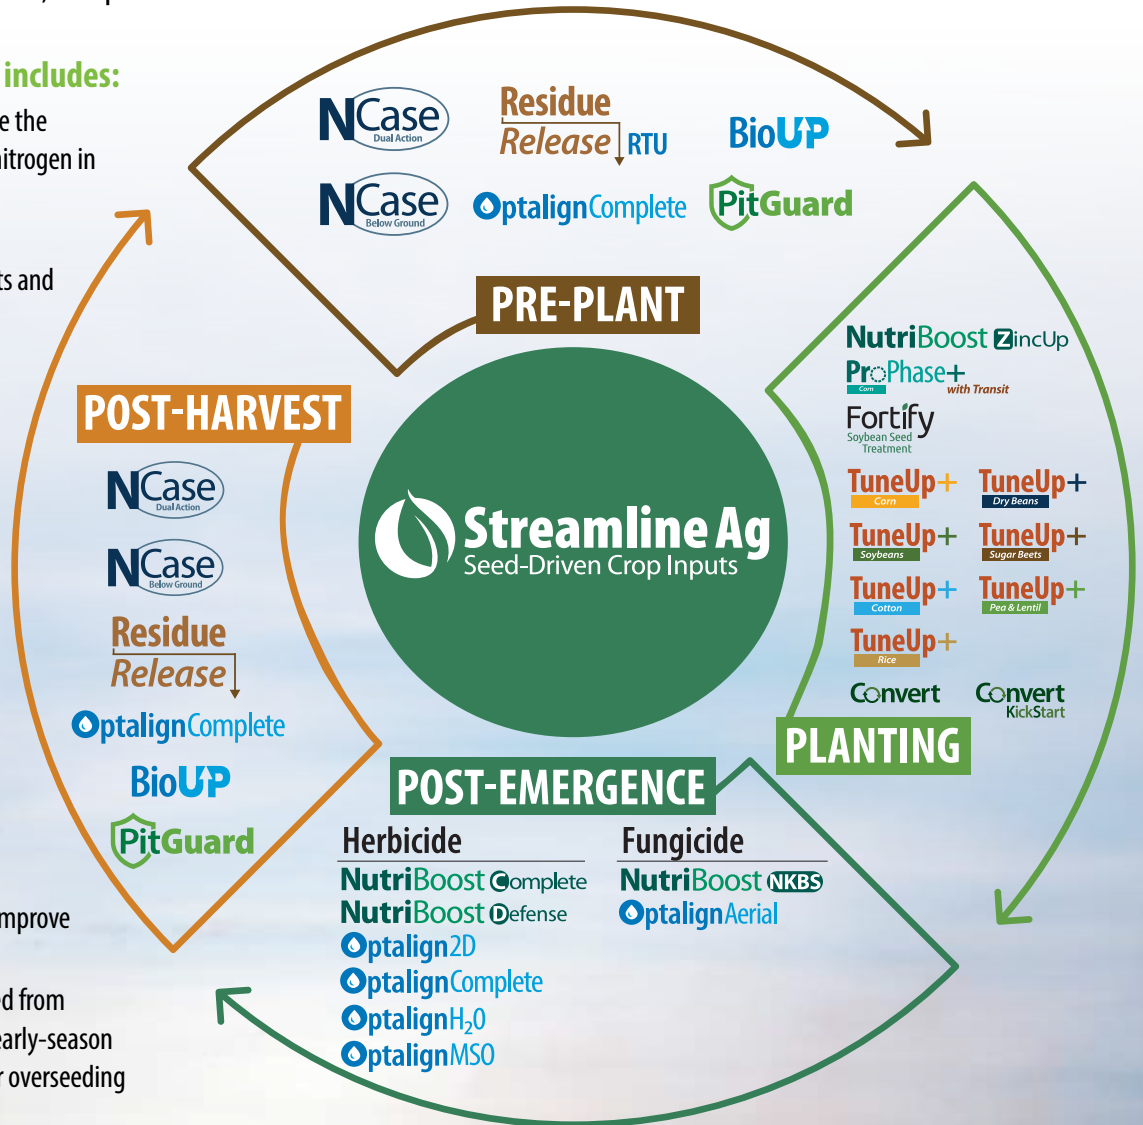 includes:
e the
nitrogen in
ts and
NCase
Dual Action
Residue
Release RTU
BioUP
NCase
Below Ground
OptalignComplete
PitGuard
PRE-PLANT
NutriBoost ZincUp
ProPhase+
Corn
with Transit
Fortify
Soybean Seed
Treatment
TuneUp+
Corn
TuneUp+
Dry Beans
TuneUp+
Soybeans
TuneUp+
Sugar Beets
TuneUp+
Cotton
TuneUp+
Pea & Lentil
TuneUp+
Rice
Convert
Convert
KickStart
PLANTING
Streamline Ag
Seed-Driven Crop Inputs
POST-EMERGENCE
Herbicide
NutriBoost Complete
NutriBoost Defense
Optalign2D
OptalignComplete
OptalignH₂0
OptalignMSO
Fungicide
NutriBoost NKBS
OptalignAerial
POST-HARVEST
NCase
Dual Action
NCase
Below Ground
Residue
Release
OptalignComplete
BioUP
PitGuard
mprove
ed from
early-season
r overseeding